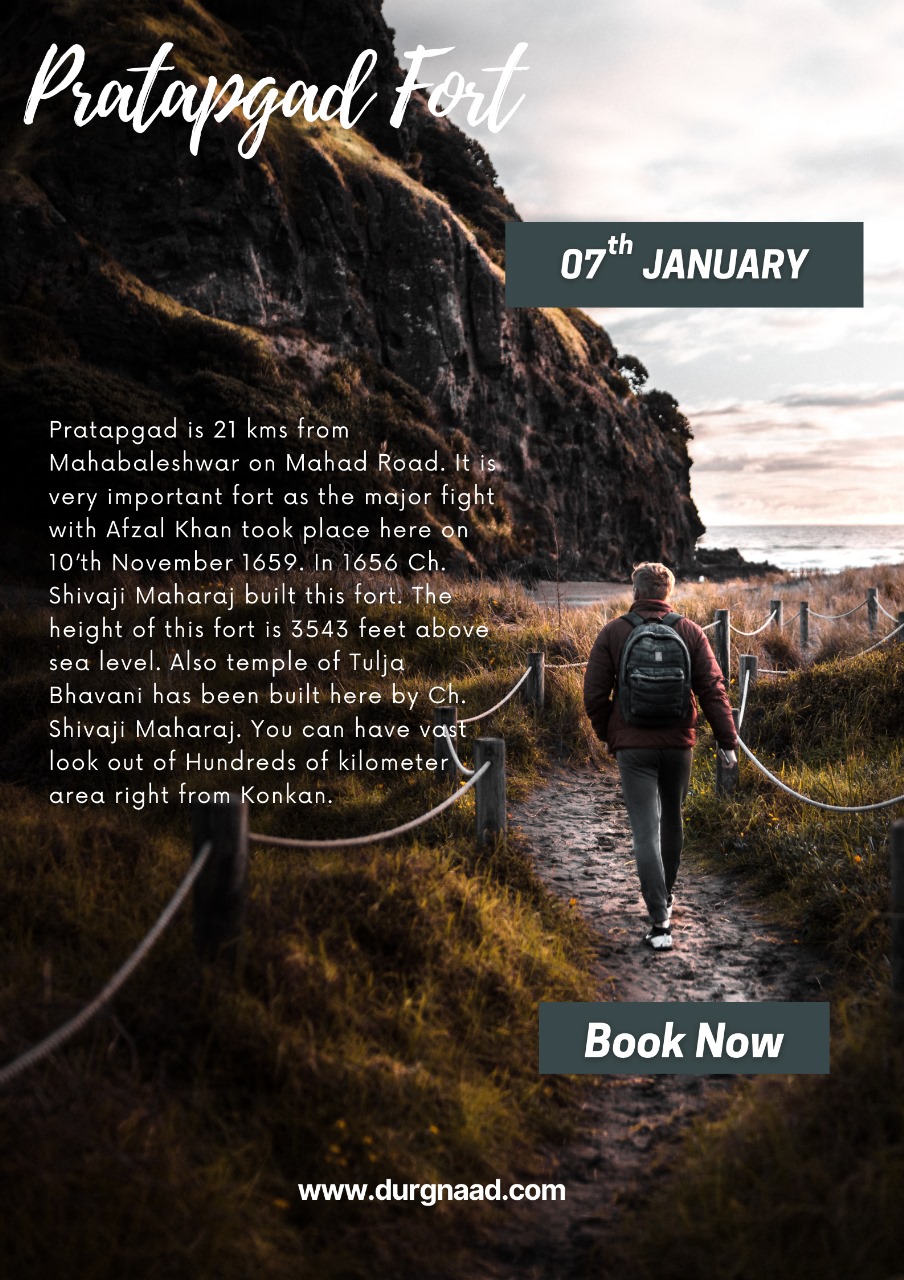 Pratapgad Fort
07th JANUARY
Pratapgad is 21 kms from
Mahabaleshwar on Mahad Road. It is
very important fort as the major fight
with Afzal Khan took place here on
10’th November 1659. In 1656 Ch.
Shivaji Maharaj built this fort. The
height of this fort is 3543 feet above
sea level. Also temple of Tulja
Bhavani has been built here by Ch.
Shivaji Maharaj. You can have vast
look out of Hundreds of kilometer
area right from Konkan.
Book Now
www.durgnaad.com